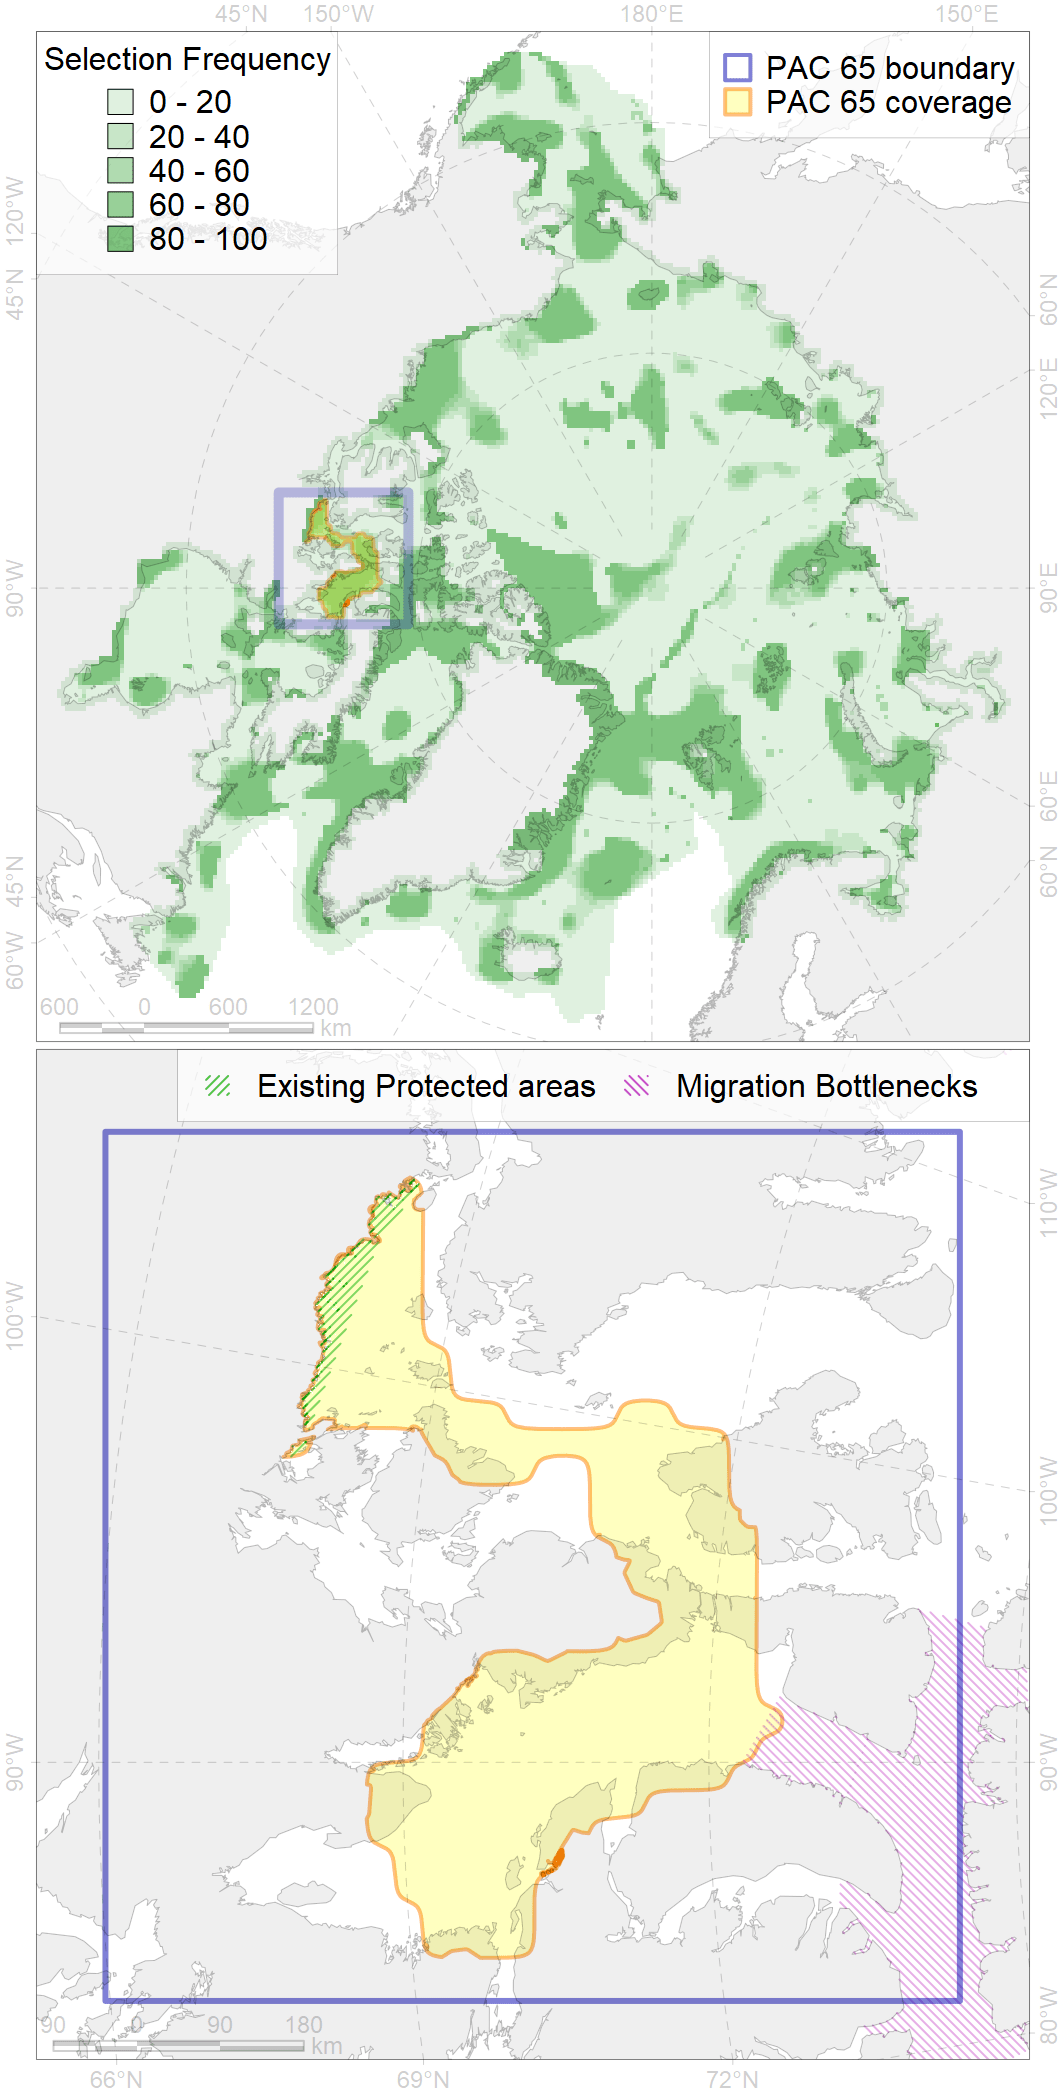 45°N 150°W 180°E 150°E
Selection Frequency
0 - 20
20 - 40
40 - 60
60 - 80
80 - 100
PAC 65 boundary
PAC 65 coverage
120°W
45°N
90°W
45°N
60°W
60°N
120°E
90°E
60°E
60°N
600 0 600 1200
km
Existing Protected areas Migration Bottlenecks
100°W
90°W
110°W
100°W
90°W
80°W
90 0 90 180
km
66°N 69°N 72°N